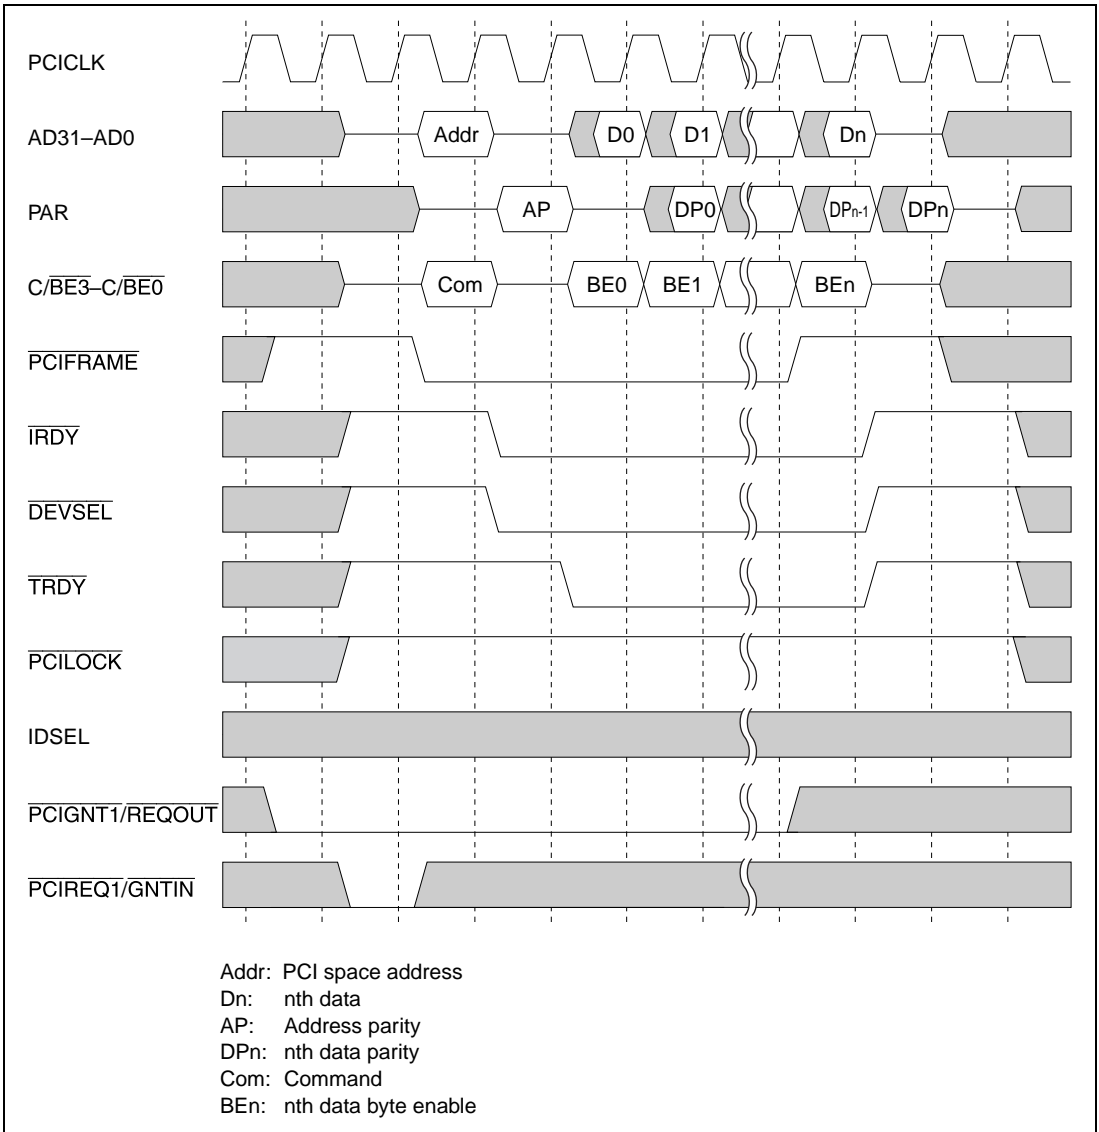 PCICLK
AD31–AD0 Addr D0 D1 Dn
PAR AP DP0 DPn-1 DPn
C/BE3–C/BE0 Com BE0 BE1 BEn
PCIFRAME
IRDY
DEVSEL
TRDY
PCILOCK
IDSEL
PCIGNT1/REQOUT
PCIREQ1/GNTIN
Addr: PCI space address
Dn: nth data
AP: Address parity
DPn: nth data parity
Com: Command
BEn: nth data byte enable